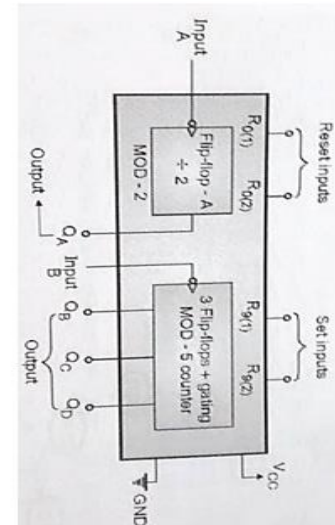 Reset inputs
Set inputs
R0(1)
R0(2)
R9(1)
R9(2)
VCC
Input
A
Flip-flop - A
÷ 2
MOD - 2
3 Flip-flops + gating
MOD - 5 counter
GND
QA
Input
B
QB
QC
QD
Output
Output